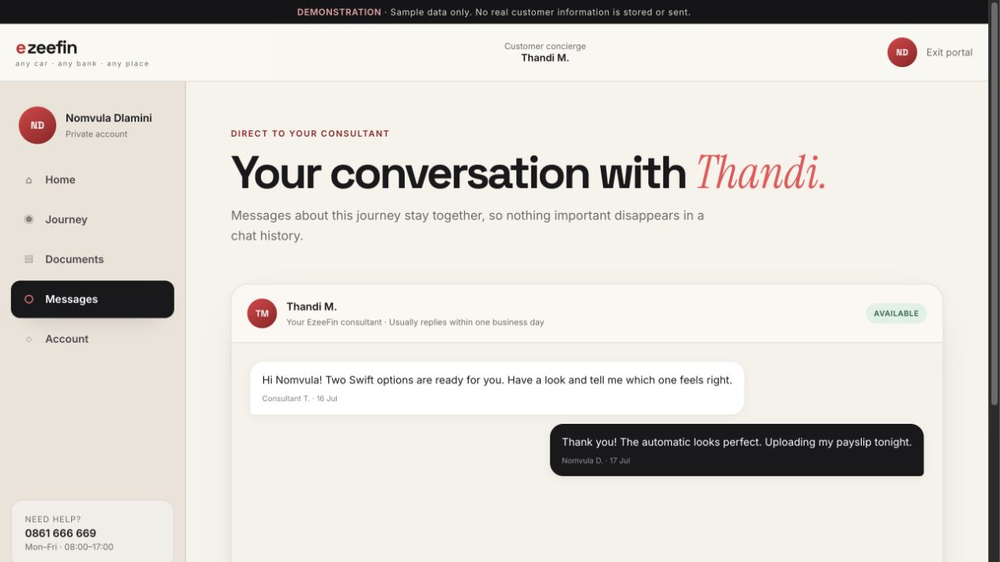 DEMONSTRATION · Sample data only. No real customer information is stored or sent.
ezeefin
any car · any bank · any place
Customer concierge
Thandi M.
ND
Exit portal
ND
Nomvula Dlamini
Private account
Home
Journey
Documents
Messages
Account
NEED HELP?
0861 666 669
Mon–Fri · 08:00–17:00
DIRECT TO YOUR CONSULTANT
Your conversation with Thandi.
Messages about this journey stay together, so nothing important disappears in a
chat history.
TM
Thandi M.
Your EzeeFin consultant · Usually replies within one business day
AVAILABLE
Hi Nomvula! Two Swift options are ready for you. Have a look and tell me which one feels right.
Consultant T. · 16 Jul
Thank you! The automatic looks perfect. Uploading my payslip tonight.
Nomvula D. · 17 Jul